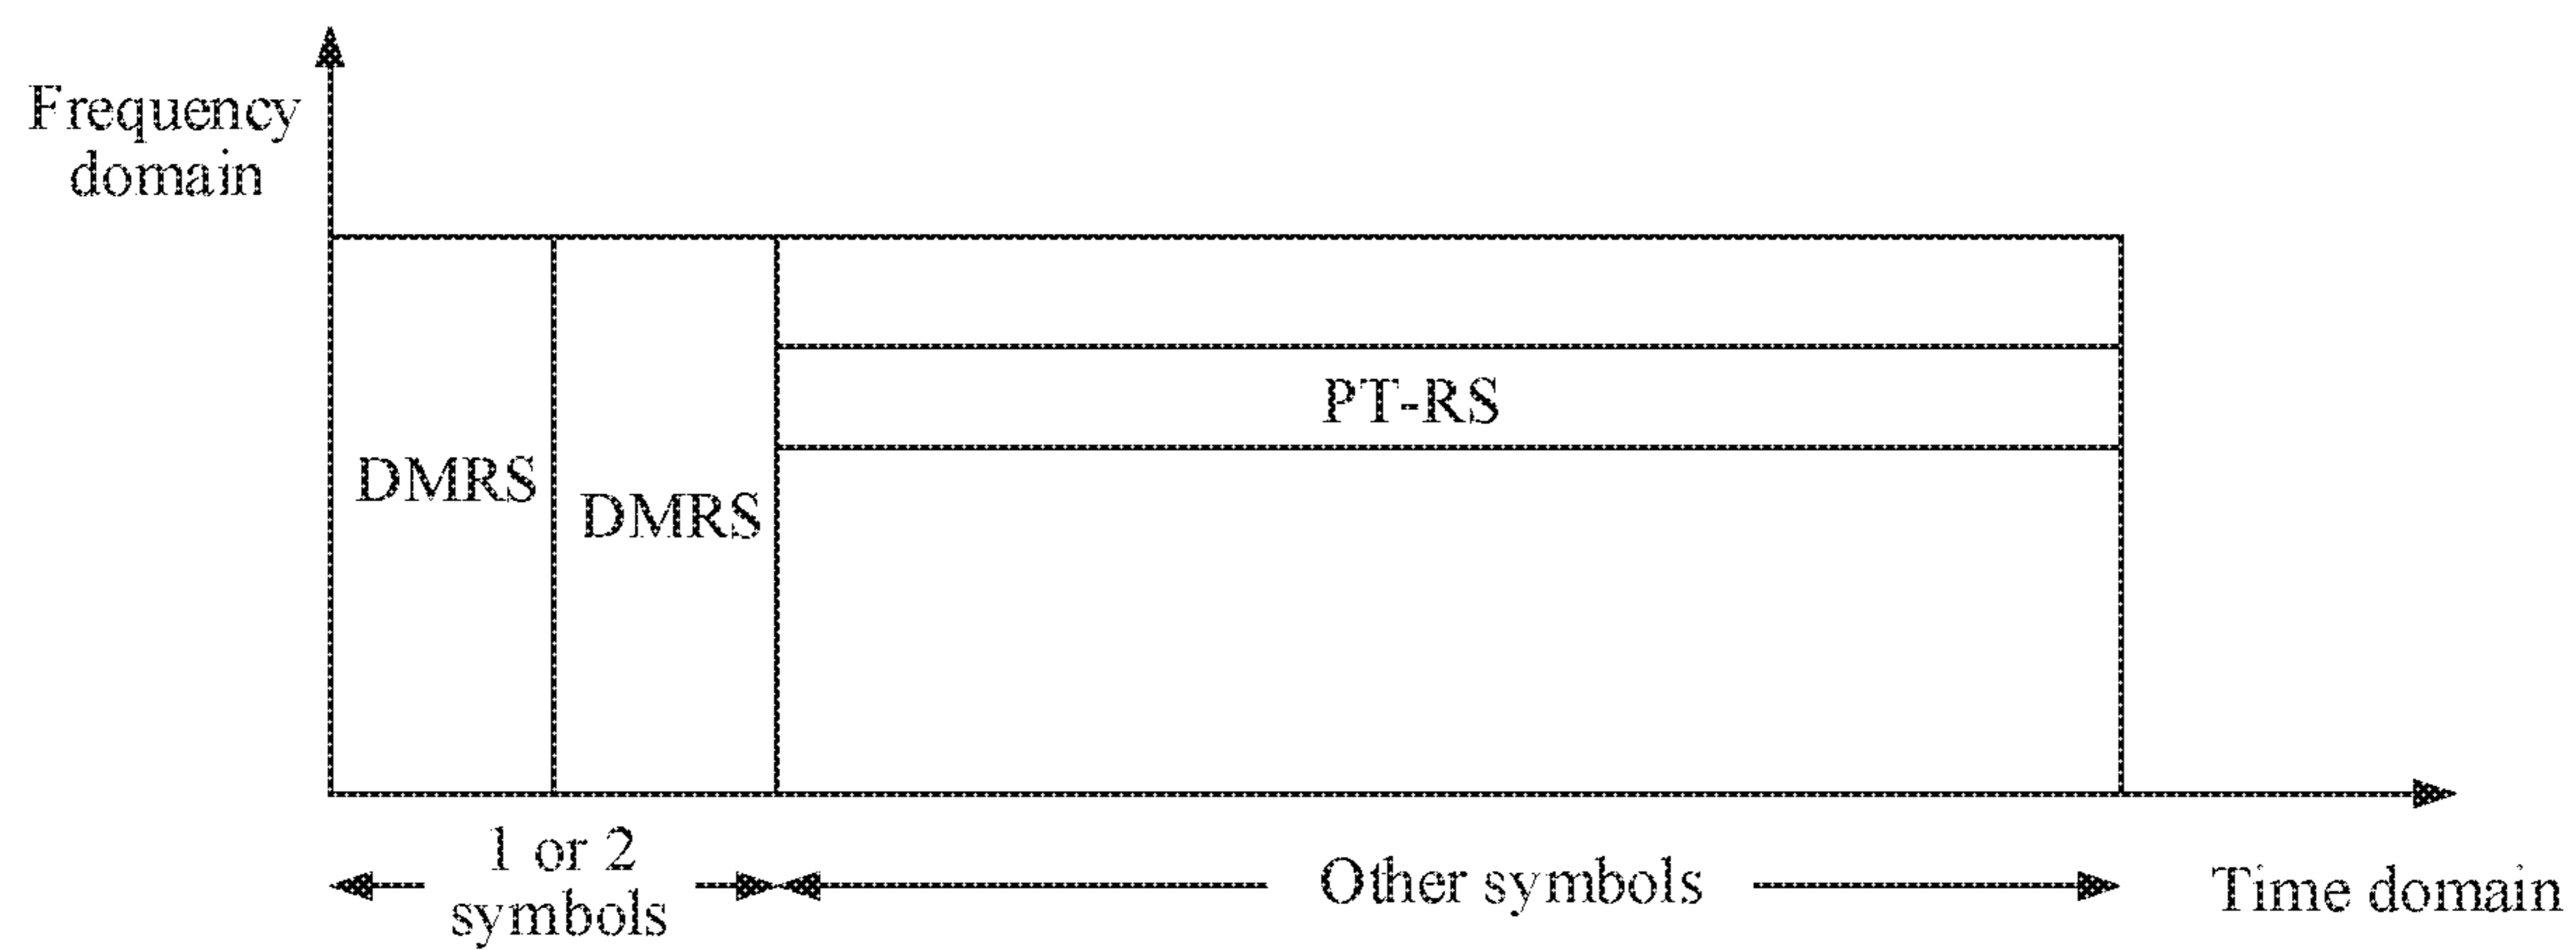 Frequency
domain
PT-RS
DMRS
DMRS
1 or 2
symbols
Other symbols
Time domain